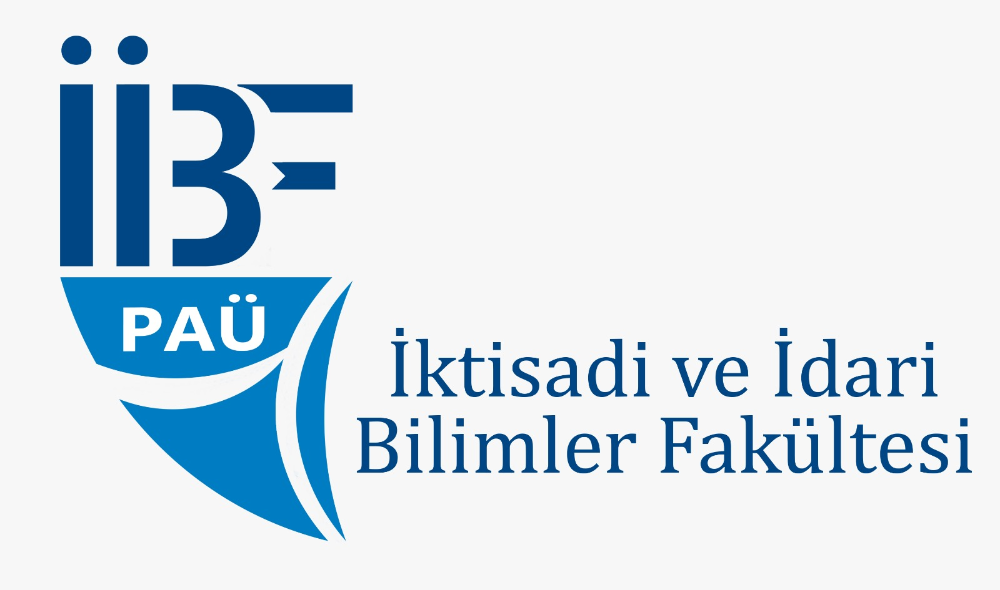 İİBF
PAÜ
İktisadi ve İdari
Bilimler Fakültesi